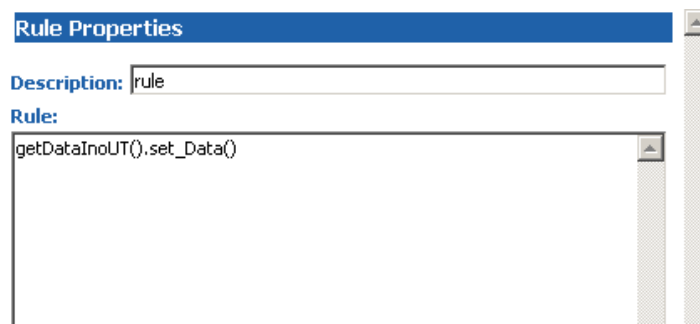 Rule Properties
Description: rule
Rule:
getDataInoUT().set_Data()